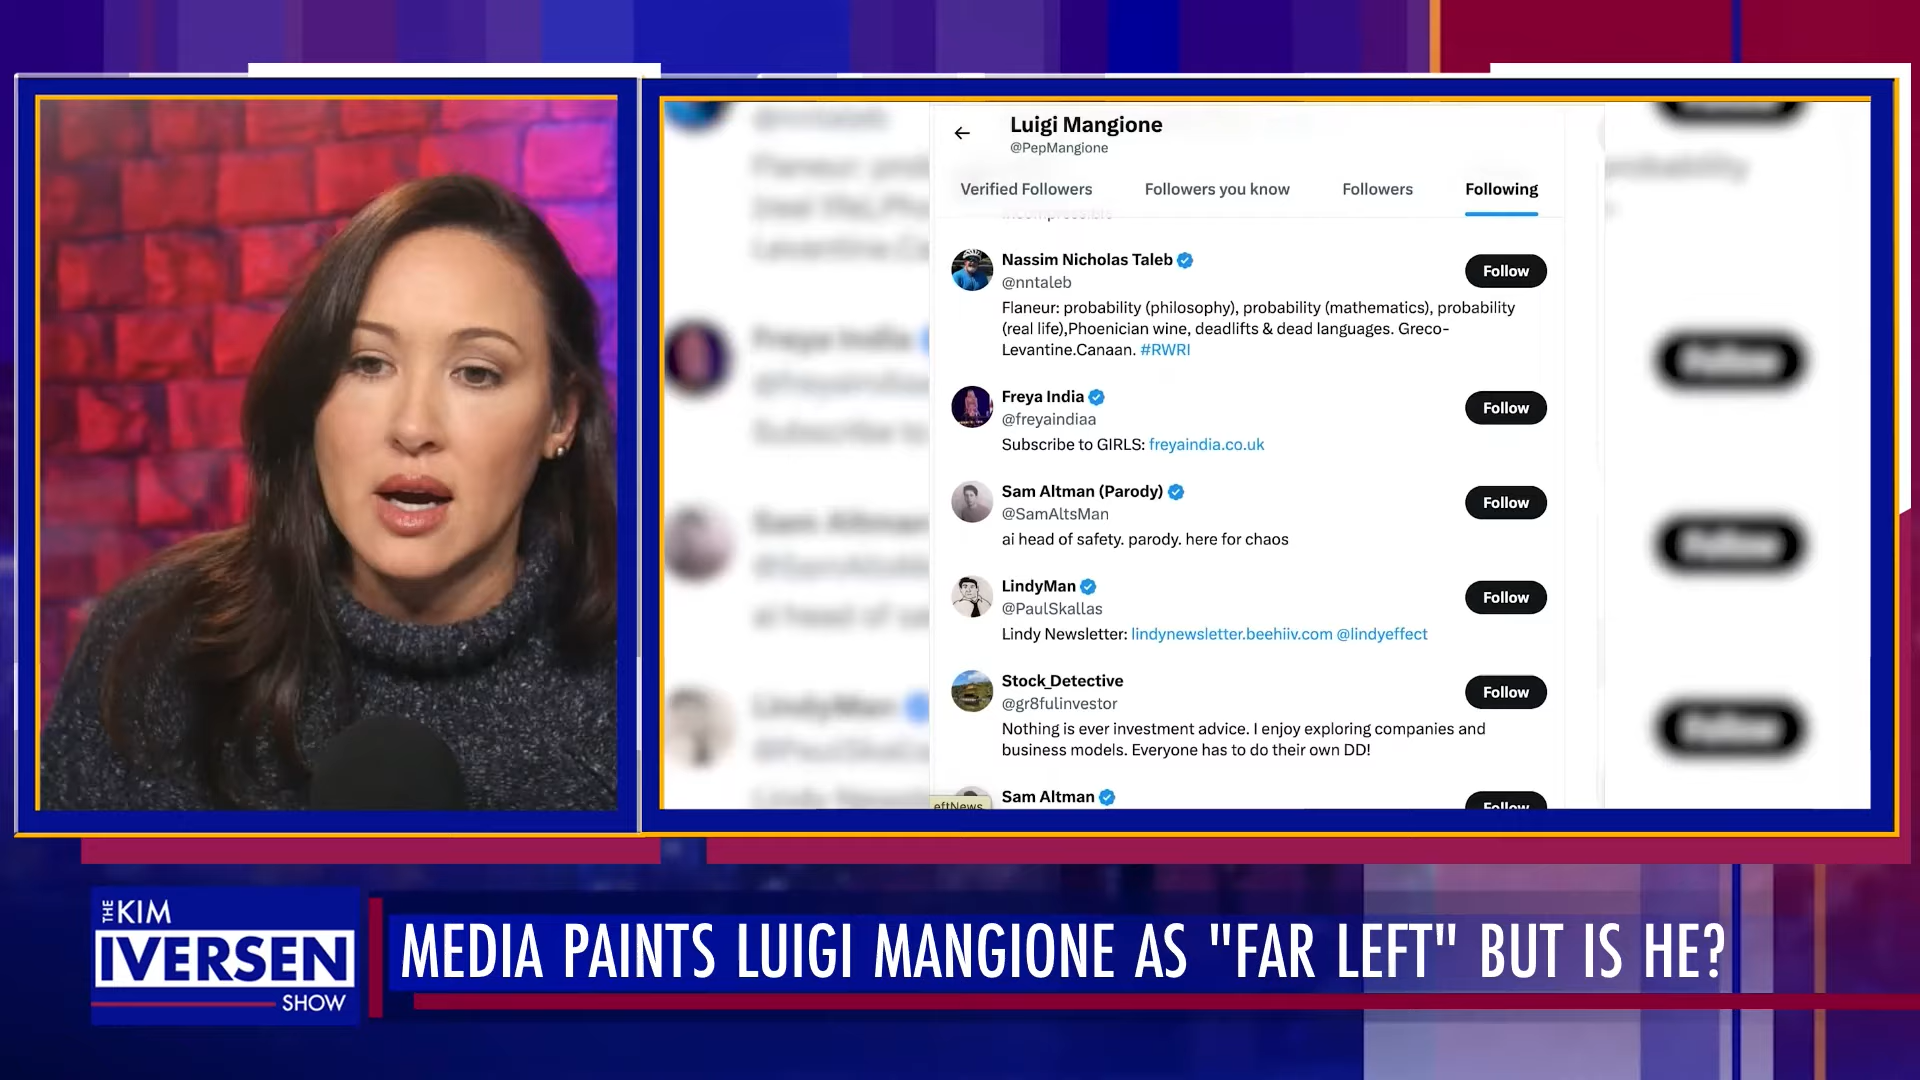 Luigi Mangione
@PepMangione
Verified Followers
Followers you know
Followers
Following
Nassim Nicholas Taleb
@nntaleb
Follow
Flaneur: probability (philosophy), probability (mathematics), probability
(real life),Phoenician wine, deadlifts & dead languages. Greco-
Levantine.Canaan. #RWRI
Freya India
@freyaindiaa
Follow
Subscribe to GIRLS: freyaindia.co.uk
Sam Altman (Parody)
@SamAltsMan
Follow
ai head of safety. parody. here for chaos
LindyMan
@PaulSkallas
Follow
Lindy Newsletter: lindynewsletter.beehiiv.com @lindyeffect
Stock_Detective
@gr8fulinvestor
Follow
Nothing is ever investment advice. I enjoy exploring companies and
business models. Everyone has to do their own DD!
Sam Altman
Follow
eftNews
THE KIM
IVERSEN
SHOW
MEDIA PAINTS LUIGI MANGIONE AS "FAR LEFT" BUT IS HE?